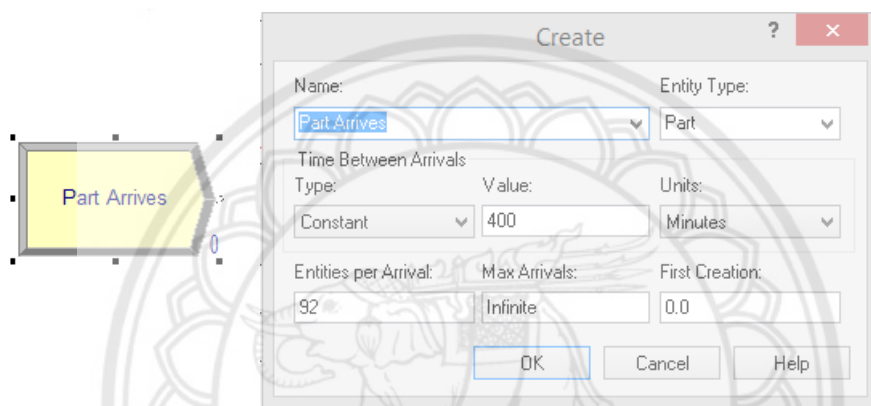 Create
?
×
Name:
Entity Type:
Part Arrives
Part
Time Between Arrivals
Type:
Value:
Units:
Constant
400
Minutes
Entities per Arrival:
Max Arrivals:
First Creation:
92
Infinite
0.0
OK
Cancel
Help
Part Arrives
0